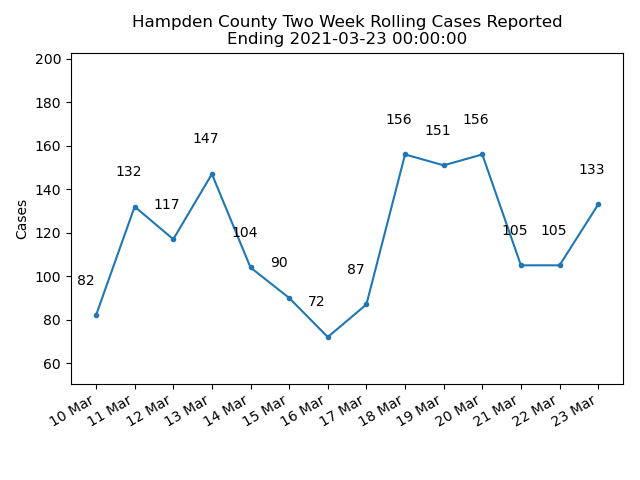 Hampden County Two Week Rolling Cases Reported
Ending 2021-03-23 00:00:00
Cases
200
180
160
140
120
100
80
60
82
132
117
147
104
90
72
87
156
151
156
105
105
133
10 Mar
11 Mar
12 Mar
13 Mar
14 Mar
15 Mar
16 Mar
17 Mar
18 Mar
19 Mar
20 Mar
21 Mar
22 Mar
23 Mar